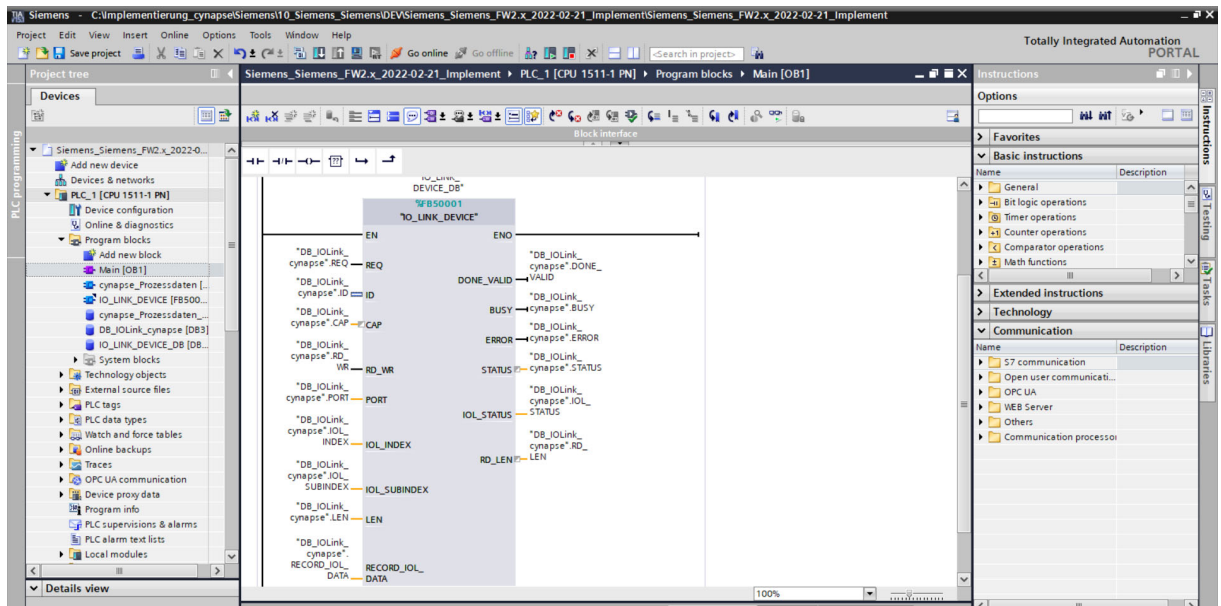 Siemens - C:\Implementierung_cynapse\Siemens\10_Siemens_Siemens\DEV\Siemens_Siemens_FW2.x_2022-02-21_Implement\Siemens_Siemens_FW2.x_2022-02-21_Implement
Project Edit View Insert Online Options Tools Window Help
Totally Integrated Automation
PORTAL
Save project
Go online
Go offline
<Search in project>
Project tree
Devices
PLC programming
Siemens_Siemens_FW2.x_2022-0...
Add new device
Devices & networks
PLC_1 [CPU 1511-1 PN]
Device configuration
Online & diagnostics
Program blocks
Add new block
Main [OB1]
cynapse_Prozessdaten [...
IO_LINK_DEVICE [FB500...
cynapse_Prozessdaten_...
DB_IOLink_cynapse [DB3]
IO_LINK_DEVICE_DB [DB...
System blocks
Technology objects
External source files
PLC tags
PLC data types
Watch and force tables
Online backups
Traces
OPC UA communication
Device proxy data
Program info
PLC supervisions & alarms
PLC alarm text lists
Local modules
Details view
Siemens_Siemens_FW2.x_2022-02-21_Implement ▸ PLC_1 [CPU 1511-1 PN] ▸ Program blocks ▸ Main [OB1]
Block interface
DEVICE_DB"
%FB50001
"IO_LINK_DEVICE"
EN
ENO
"DB_IOLink_
cynapse".REQ
REQ
"DB_IOLink_
cynapse".ID
ID
"DB_IOLink_
cynapse".CAP
CAP
"DB_IOLink_
cynapse".RD_
WR
RD_WR
"DB_IOLink_
cynapse".PORT
PORT
"DB_IOLink_
cynapse".IOL_
INDEX
IOL_INDEX
"DB_IOLink_
cynapse".IOL_
SUBINDEX
IOL_SUBINDEX
"DB_IOLink_
cynapse".LEN
LEN
"DB_IOLink_
cynapse".
RECORD_IOL_
DATA
RECORD_IOL_
DATA
DONE_VALID
"DB_IOLink_
cynapse".DONE_
VALID
BUSY
"DB_IOLink_
cynapse".BUSY
ERROR
"DB_IOLink_
cynapse".ERROR
STATUS
"DB_IOLink_
cynapse".STATUS
IOL_STATUS
"DB_IOLink_
cynapse".IOL_
STATUS
RD_LEN
"DB_IOLink_
cynapse".RD_
LEN
100%
Instructions
Options
Favorites
Basic instructions
Name Description
General
Bit logic operations
Timer operations
Counter operations
Comparator operations
Math functions
Extended instructions
Technology
Communication
Name Description
S7 communication
Open user communicati...
OPC UA
WEB Server
Others
Communication processor
Instructions
Testing
Tasks
Libraries